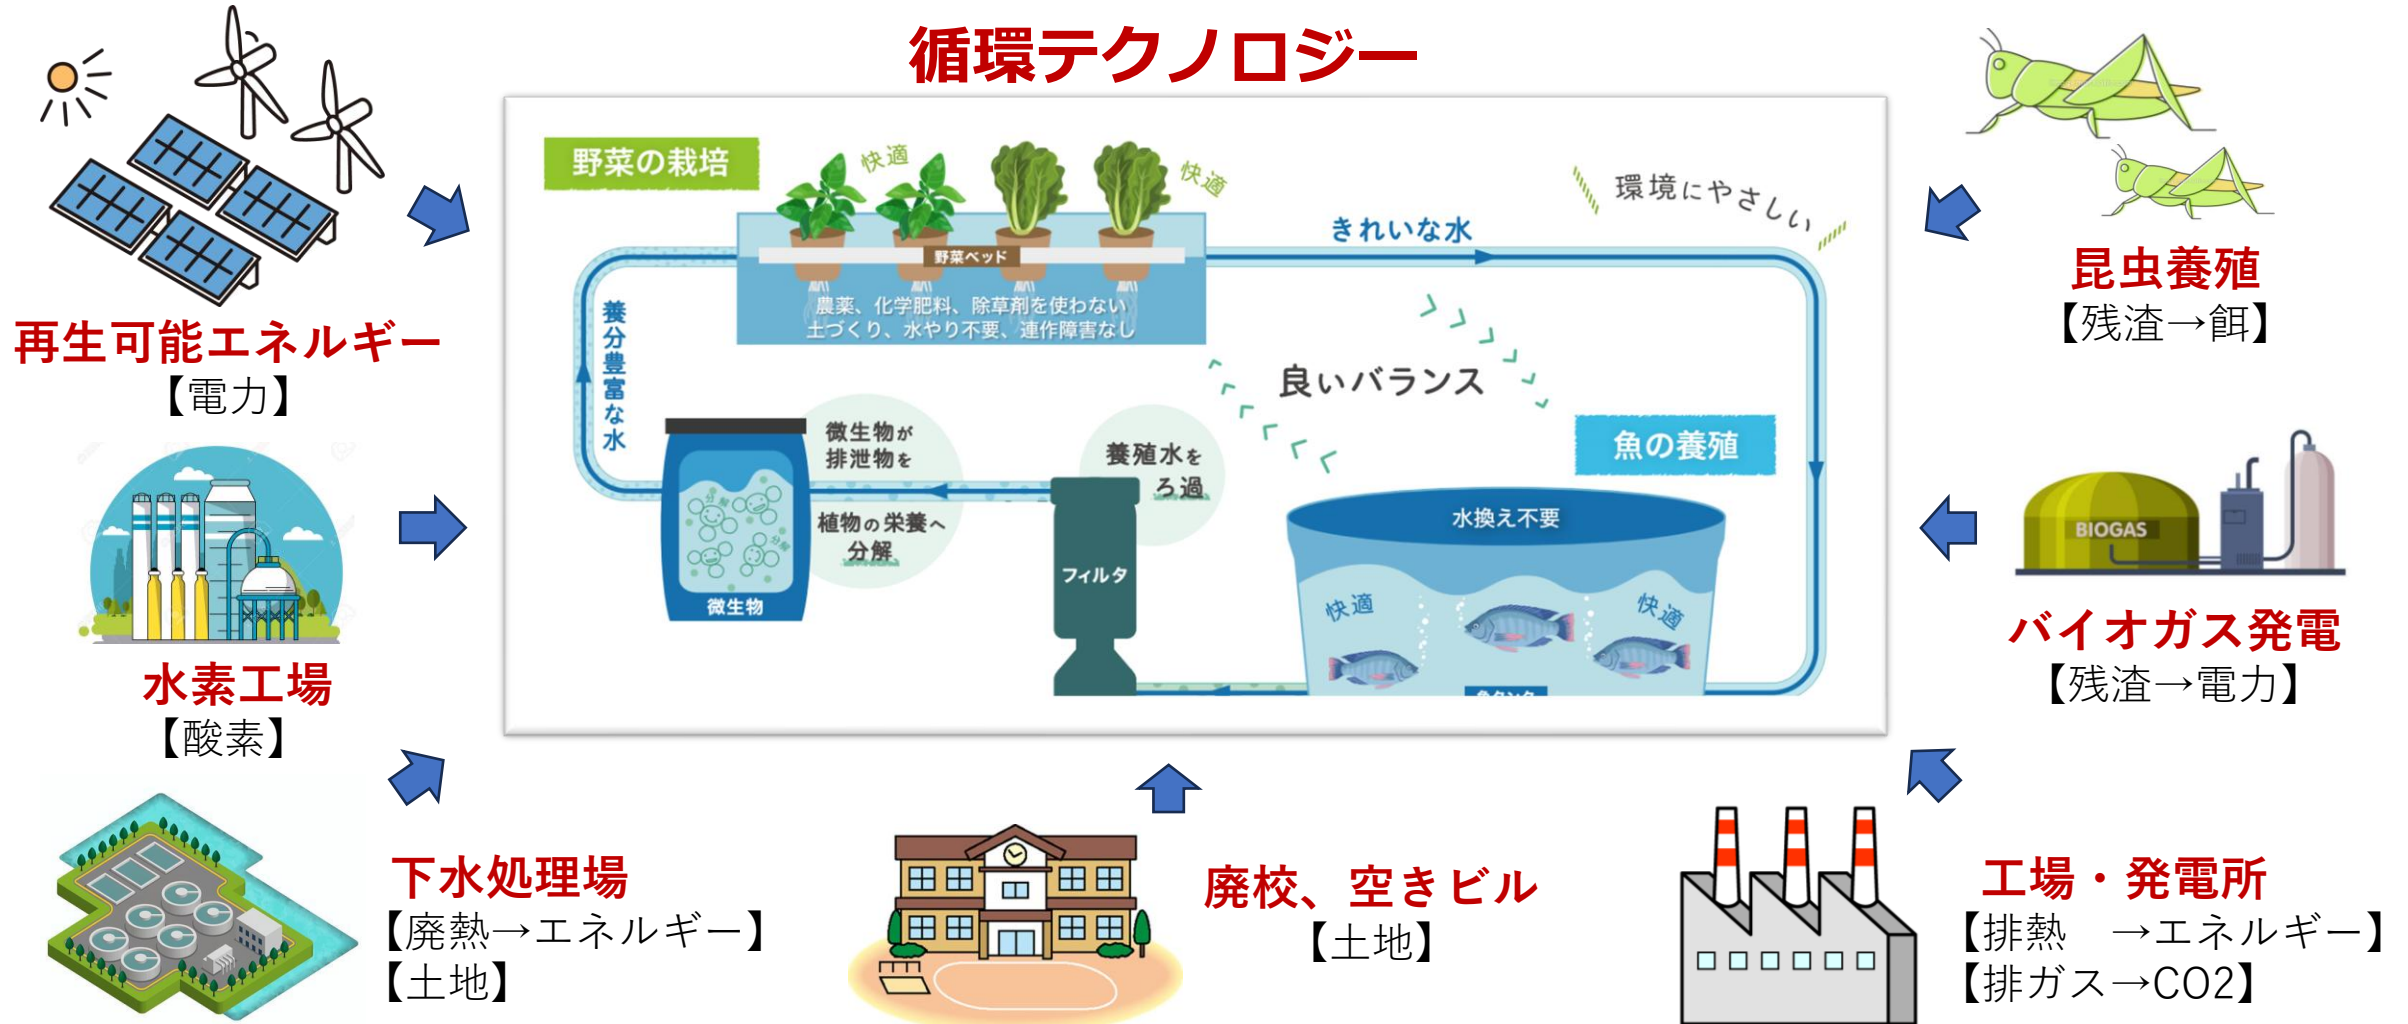 循環テクノロジー
野菜の栽培
快適
快適
環境にやさしい
きれいな水
野菜ベッド
農薬、化学肥料、除草剤を使わない
土づくり、水やり不要、連作障害なし
養分豊富な水
良いバランス
微生物が
排泄物を
植物の栄養へ
分解
養殖水を
ろ過
魚の養殖
水換え不要
分解
分解
微生物
フィルタ
快適
快適
魚タンク
再生可能エネルギー
【電力】
水素工場
【酸素】
下水処理場
【廃熱→エネルギー】
【土地】
廃校、空きビル
【土地】
昆虫養殖
【残渣→餌】
BIOGAS
バイオガス発電
【残渣→電力】
工場・発電所
【排熱　→エネルギー】
【排ガス→CO2】